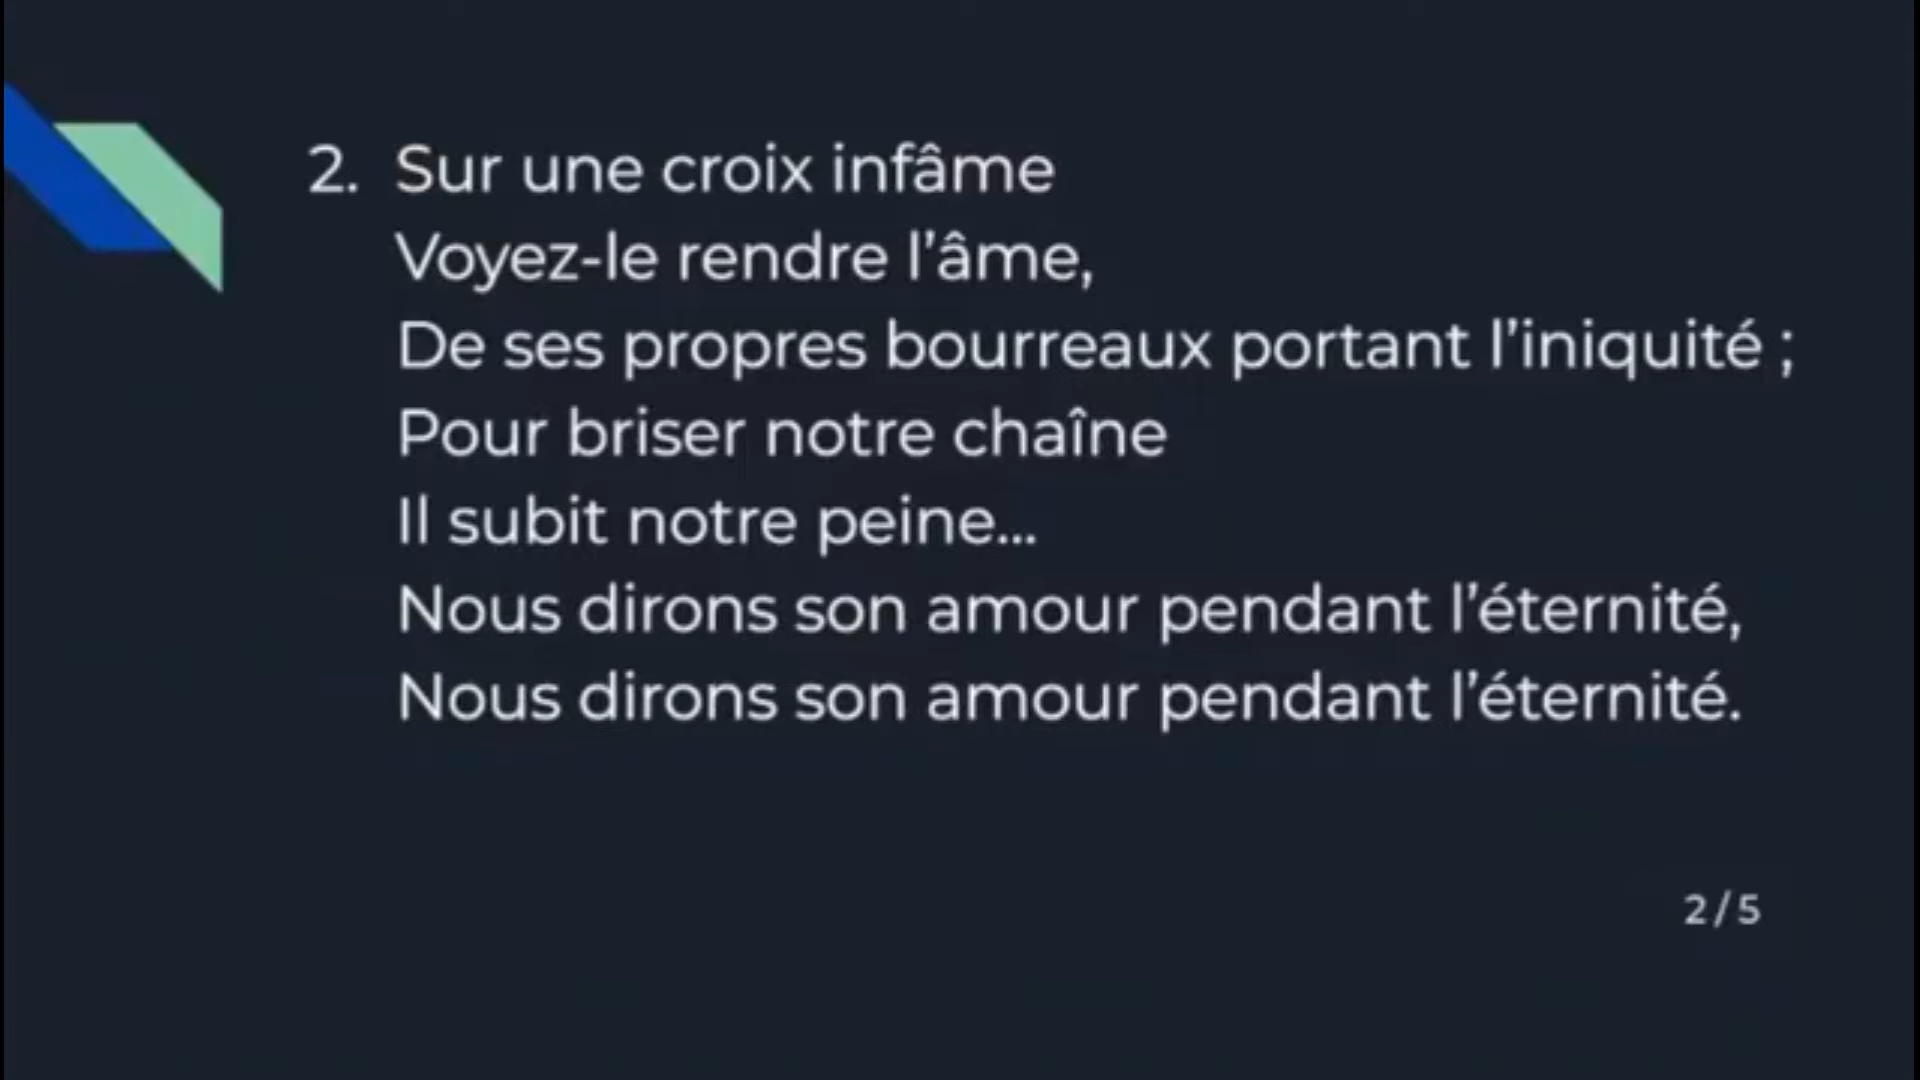 2. Sur une croix infâme
Voyez-le rendre l’âme,
De ses propres bourreaux portant l’iniquité ;
Pour briser notre chaîne
Il subit notre peine...
Nous dirons son amour pendant l’éternité,
Nous dirons son amour pendant l’éternité.
2 / 5